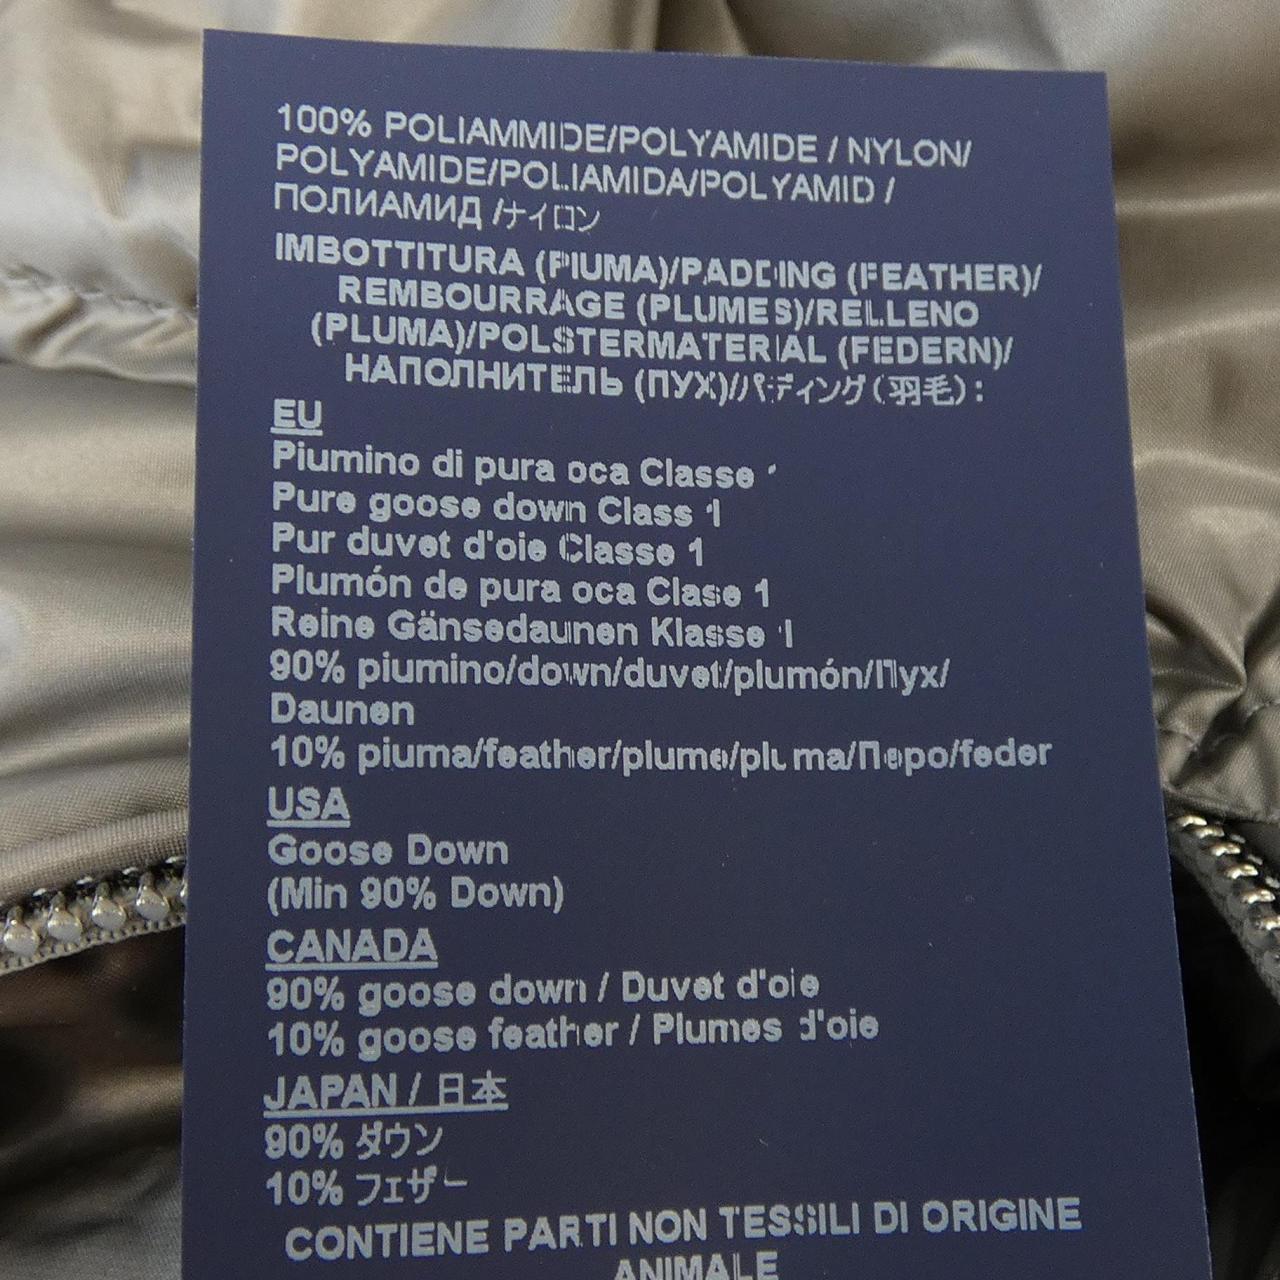 100% POLIAMMIDE/POLYAMIDE / NYLON/
POLYAMIDE/POLIAMIDA/POLYAMID /
ПОЛИАМИД /ナイロン
IMBOTTITURA (PIUMA)/PADDING (FEATHER)/
REMBOURRAGE (PLUMES)/RELLENO
(PLUMA)/POLSTERMATERIAL (FEDERN)/
НАПОЛНИТЕЛЬ (ПУХ)/パディング(羽毛):
EU
Piumino di pura oca Classe 1
Pure goose down Class 1
Pur duvet d'oie Classe 1
Plumón de pura oca Clase 1
Reine Gänsedaunen Klasse 1
90% piumino/down/duvet/plumón/Пух/
Daunen
10% piuma/feather/plume/pluma/Перо/feder
USA
Goose Down
(Min 90% Down)
CANADA
90% goose down / Duvet d'oie
10% goose feather / Plumes d'oie
JAPAN / 日本
90% ダウン
10% フェザー
CONTIENE PARTI NON TESSILI DI ORIGINE
ANIMALE